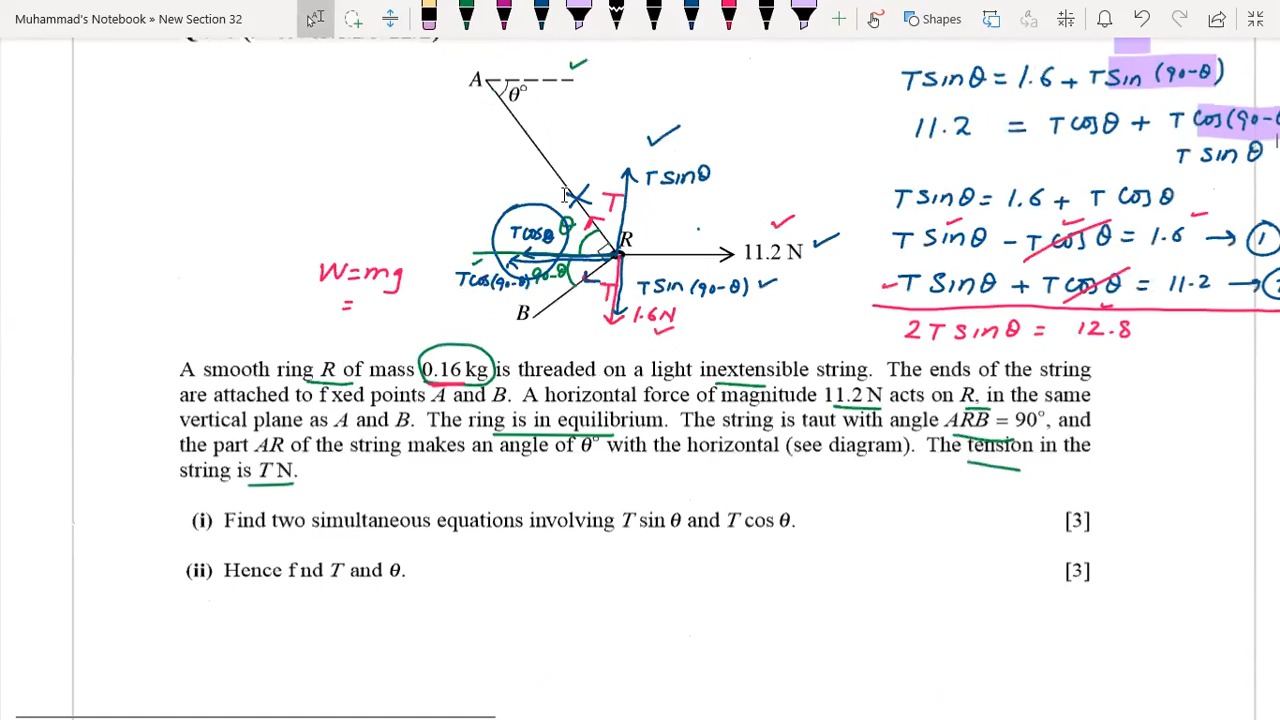 Muhammad's Notebook » New Section 32
Shapes
A
θ°
T sinθ
T
T cosθ
θ
R
11.2 N
T cos(90-θ)
90-θ
T
T sin (90-θ)
B
1.6N
W=mg
=
T sinθ = 1.6 + T sin (90-θ)
11.2 = T cosθ + T cos(90-
T sin θ
T sinθ = 1.6 + T cosθ
T sinθ - T cosθ = 1.6 → 1
T sinθ + T cosθ = 11.2 →
2 T sinθ = 12.8
A smooth ring R of mass 0.16 kg is threaded on a light inextensible string. The ends of the string
are attached to f xed points A and B. A horizontal force of magnitude 11.2 N acts on R, in the same
vertical plane as A and B. The ring is in equilibrium. The string is taut with angle ARB = 90°, and
the part AR of the string makes an angle of θ° with the horizontal (see diagram). The tension in the
string is T N.
(i) Find two simultaneous equations involving T sin θ and T cos θ. [3]
(ii) Hence f nd T and θ. [3]